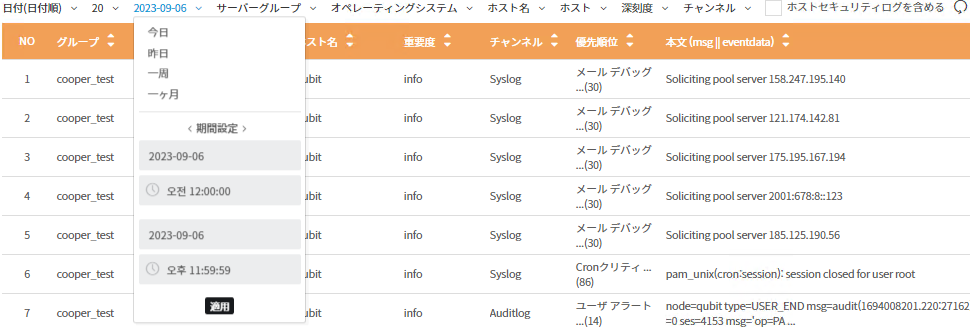 日付(日付順) 20 2023-09-06 サーバーグループ オペレーティングシステム ホスト名 ホスト 深刻度 チャンネル ホストセキュリティログを含める
NO グループ スト名 重要度 チャンネル 優先順位 本文 (msg || eventdata)
今日
昨日
一周
一ヶ月
< 期間設定 >
2023-09-06
오전 12:00:00
2023-09-06
오후 11:59:59
適用
1 cooper_test qubit info Syslog メール デバッグ
...(30) Soliciting pool server 158.247.195.140
2 cooper_test qubit info Syslog メール デバッグ
...(30) Soliciting pool server 121.174.142.81
3 cooper_test qubit info Syslog メール デバッグ
...(30) Soliciting pool server 175.195.167.194
4 cooper_test qubit info Syslog メール デバッグ
...(30) Soliciting pool server 2001:678:8::123
5 cooper_test qubit info Syslog メール デバッグ
...(30) Soliciting pool server 185.125.190.56
6 cooper_test qubit info Syslog Cronクリティ ...
(86) pam_unix(cron:session): session closed for user root
7 cooper_test qubit info Auditlog ユーザ アラート
...(14) node=qubit type=USER_END msg=audit(1694008201.220:27162
=0 ses=4153 msg='op=PA ...